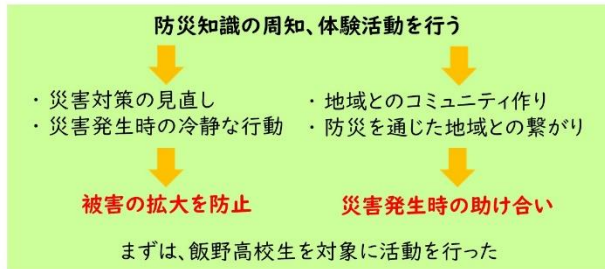 防災知識の周知、体験活動を行う
・災害対策の見直し
・災害発生時の冷静な行動
・地域とのコミュニティ作り
・防災を通じた地域との繋がり
被害の拡大を防止
災害発生時の助け合い
まずは、飯野高校生を対象に活動を行った